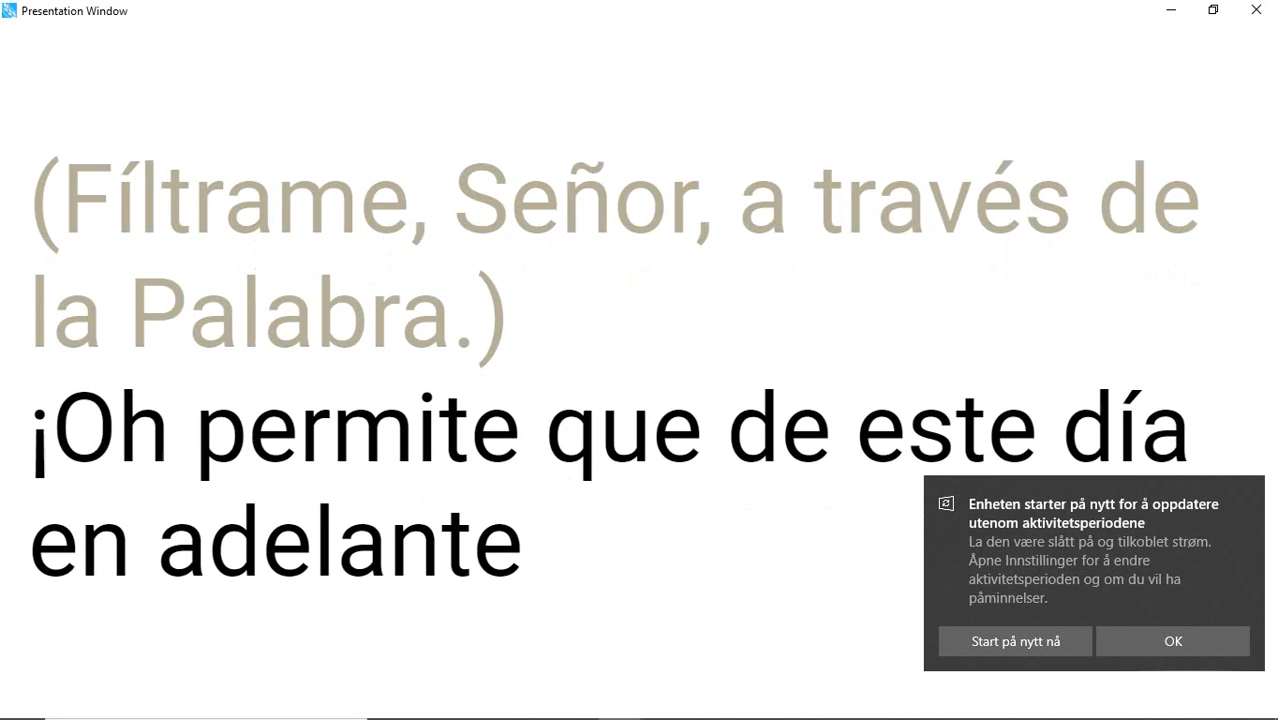 Presentation Window
(Fíltrame, Señor, a través de
la Palabra.)
¡Oh permite que de este día
en adelante
Enheten starter på nytt for å oppdatere
utenom aktivitetsperiodene
La den være slått på og tilkoblet strøm.
Åpne Innstillinger for å endre
aktivitetsperioden og om du vil ha
påminnelser.
Start på nytt nå
OK